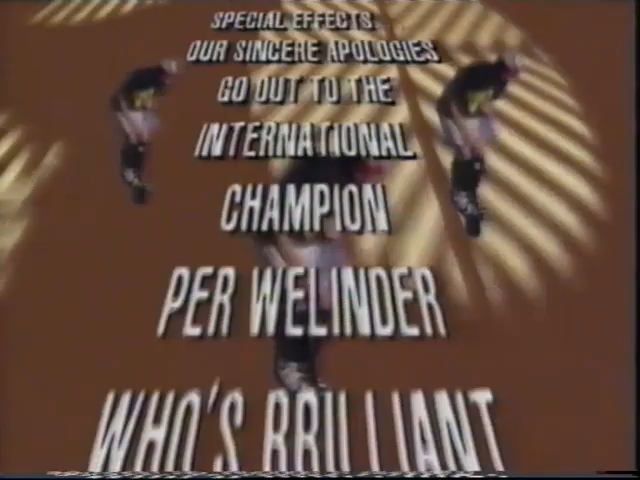 SPECIAL EFFECTS.
OUR SINCERE APOLOGIES
GO OUT TO THE
INTERNATIONAL
CHAMPION
PER WELINDER
WHO'S BRILLIANT